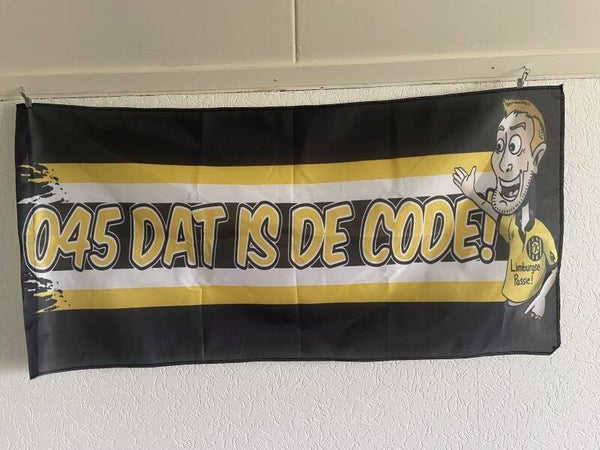 045 DAT IS DE CODE!
Limburgse
Passie!